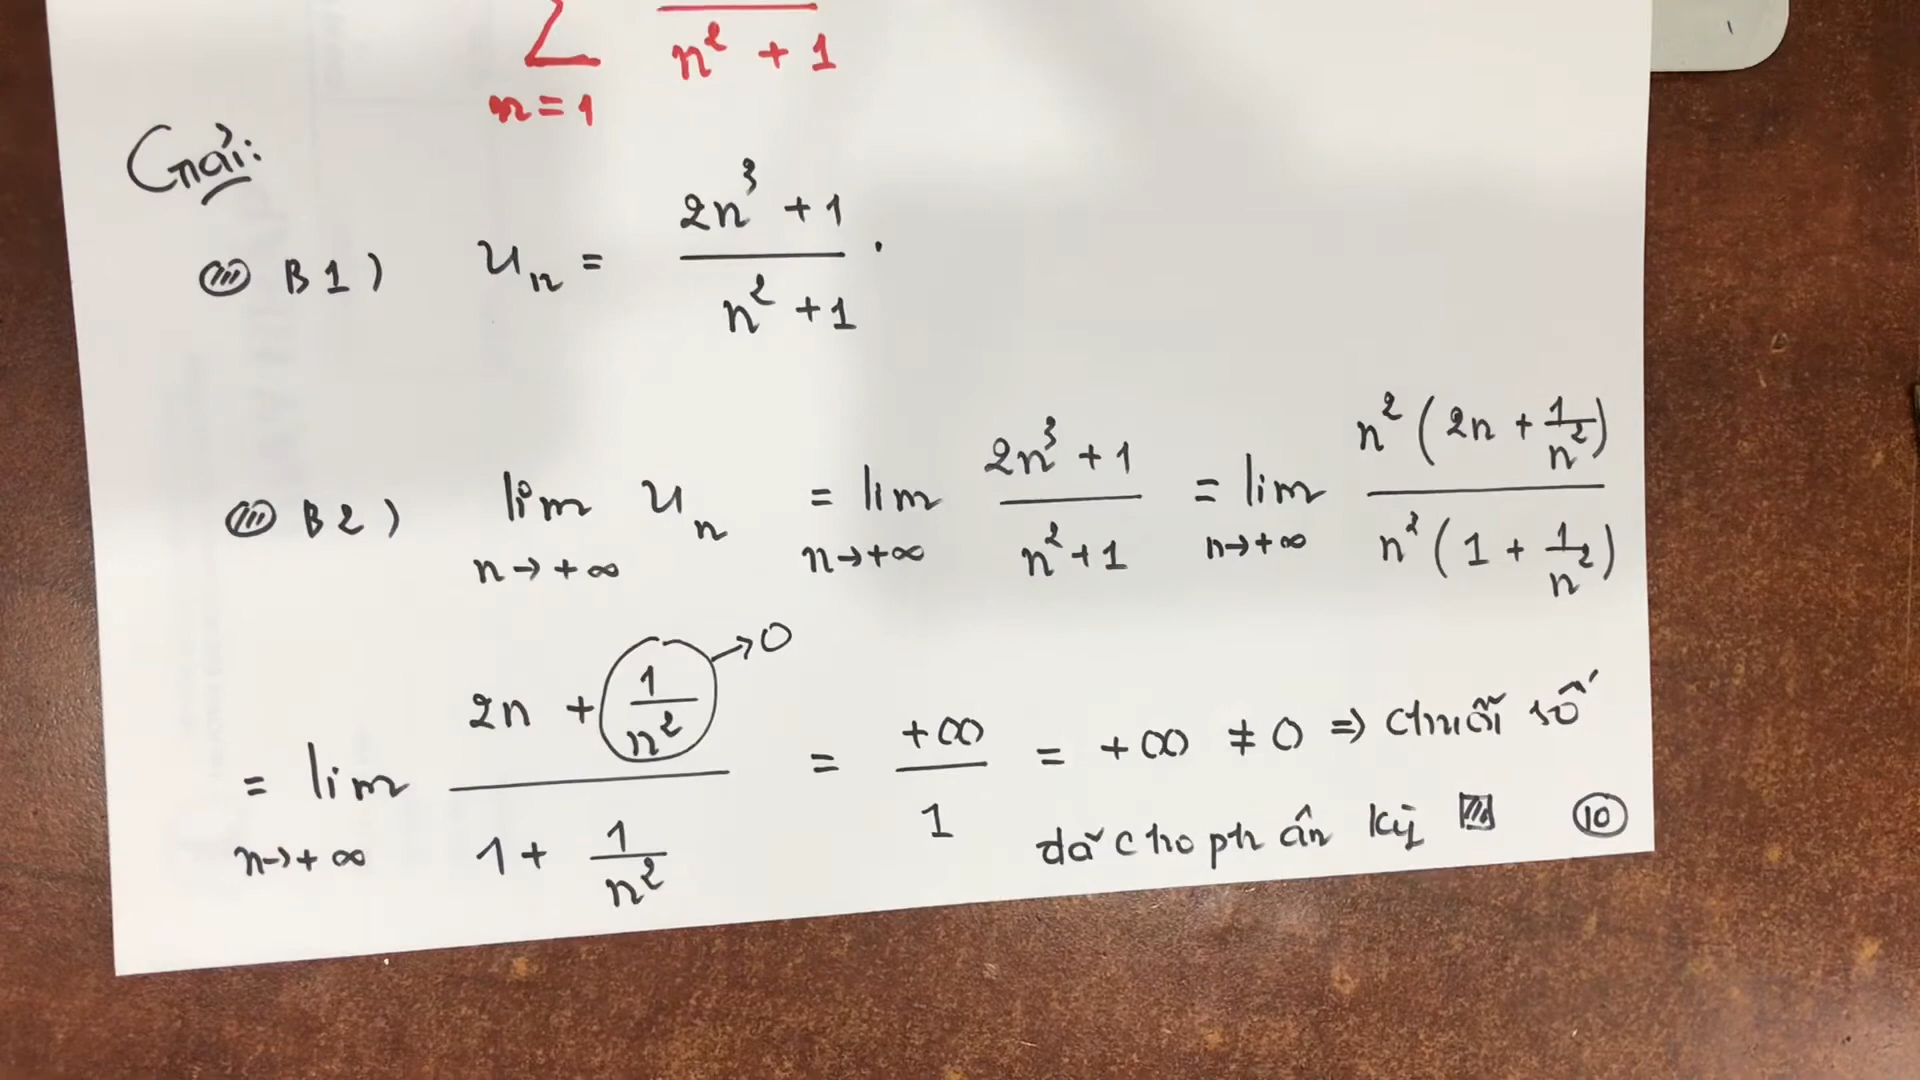 ∑ n=1 / n² + 1
Giải:
B1) uₙ = (2n³ + 1) / (n² + 1) .
B2) lim n→+∞ uₙ = lim n→+∞ (2n³ + 1) / (n² + 1) = lim n→+∞ n² (2n + 1/n²) / n² (1 + 1/n²)
= lim n→+∞ (2n + 1/n²) / (1 + 1/n²) = +∞ / 1 = +∞ ≠ 0 ⇒ chuỗi số
→0
đã cho phân kỳ
10